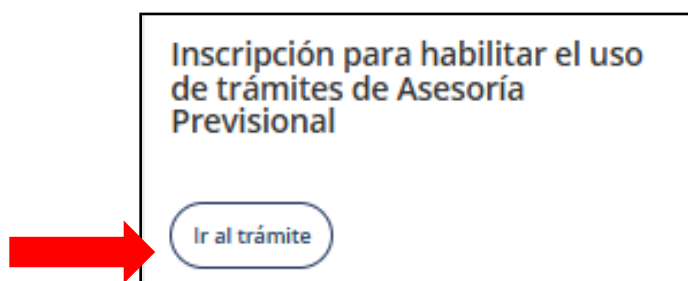 Inscripción para habilitar el uso
de trámites de Asesoría
Previsional
Ir al trámite